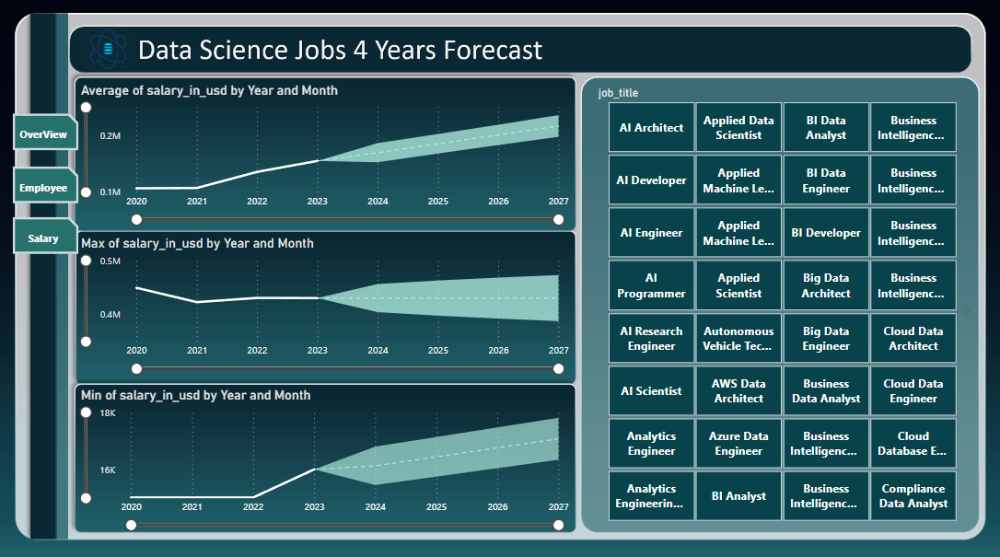 Data Science Jobs 4 Years Forecast
OverView
Employee
Salary
Average of salary_in_usd by Year and Month
0.2M
0.1M
2020 2021 2022 2023 2024 2025 2026 2027
Max of salary_in_usd by Year and Month
0.5M
0.4M
2020 2021 2022 2023 2024 2025 2026 2027
Min of salary_in_usd by Year and Month
18K
16K
2020 2021 2022 2023 2024 2025 2026 2027
job_title
AI Architect
Applied Data
Scientist
BI Data
Analyst
Business
Intelligenc...
AI Developer
Applied
Machine Le...
BI Data
Engineer
Business
Intelligenc...
AI Engineer
Applied
Machine Le...
BI Developer
Business
Intelligenc...
AI
Programmer
Applied
Scientist
Big Data
Architect
Business
Intelligenc...
AI Research
Engineer
Autonomous
Vehicle Tec...
Big Data
Engineer
Cloud Data
Architect
AI Scientist
AWS Data
Architect
Business
Data Analyst
Cloud Data
Engineer
Analytics
Engineer
Azure Data
Engineer
Business
Intelligenc...
Cloud
Database E...
Analytics
Engineerin...
BI Analyst
Business
Intelligenc...
Compliance
Data Analyst